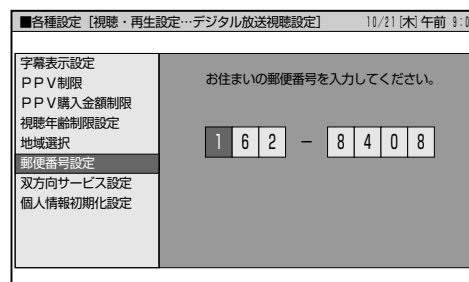 ■各種設定［視聴・再生設定…デジタル放送視聴設定］ 10/21[木]午前 9:0
字幕表示設定
ＰＰＶ制限
ＰＰＶ購入金額制限
視聴年齢制限設定
地域選択
郵便番号設定
双方向サービス設定
個人情報初期化設定
お住まいの郵便番号を入力してください。
1 6 2 － 8 4 0 8